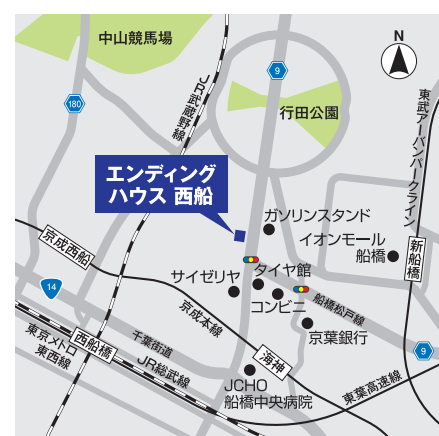 中山競馬場
N
9
180
JR武蔵野線
行田公園
東武アーバンパークライン
エンディング
ハウス 西船
ガソリンスタンド
イオンモール
船橋
新船橋
京成西船
サイゼリヤ
タイヤ館
コンビニ
船橋松戸線
14
京成本線
京葉銀行
千葉街道
西船橋
海神
9
東京メトロ
東西線
JR総武線
JCHO
船橋中央病院
東葉高速線